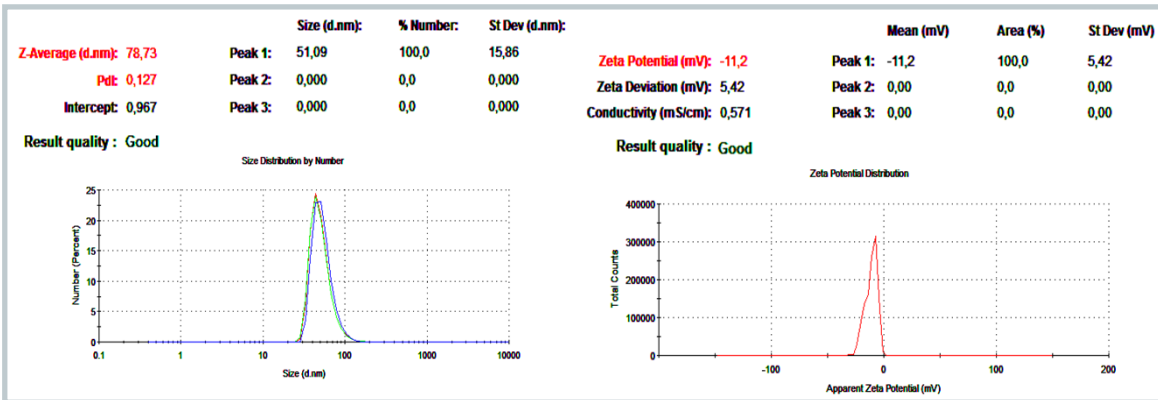 Size (d.nm): % Number: St Dev (d.nm):
Z-Average (d.nm): 78,73 Peak 1: 51,09 100,0 15,86
PdI: 0,127 Peak 2: 0,000 0,0 0,000
Intercept: 0,967 Peak 3: 0,000 0,0 0,000
Result quality : Good
Size Distribution by Number
Number (Percent)
25
20
15
10
5
0
0.1 1 10 100 1000 10000
Size (d.nm)
Mean (mV) Area (%) St Dev (mV)
Zeta Potential (mV): -11,2 Peak 1: -11,2 100,0 5,42
Zeta Deviation (mV): 5,42 Peak 2: 0,00 0,0 0,00
Conductivity (mS/cm): 0,571 Peak 3: 0,00 0,0 0,00
Result quality : Good
Zeta Potential Distribution
Total Counts
400000
300000
200000
100000
0
-100 0 100 200
Apparent Zeta Potential (mV)